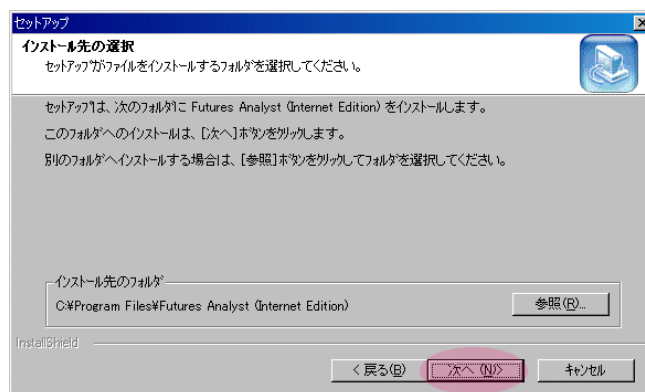 セットアップ
インストール先の選択
セットアップがファイルをインストールするフォルダを選択してください。
セットアップは、次のフォルダに Futures Analyst (Internet Edition) をインストールします。
このフォルダへのインストールは、[次へ]ボタンをクリックします。
別のフォルダへインストールする場合は、[参照]ボタンをクリックしてフォルダを選択してください。
インストール先のフォルダ
C:¥Program Files¥Futures Analyst (Internet Edition)
参照(R)...
InstallShield
< 戻る(B)
次へ (N)>
キャンセル